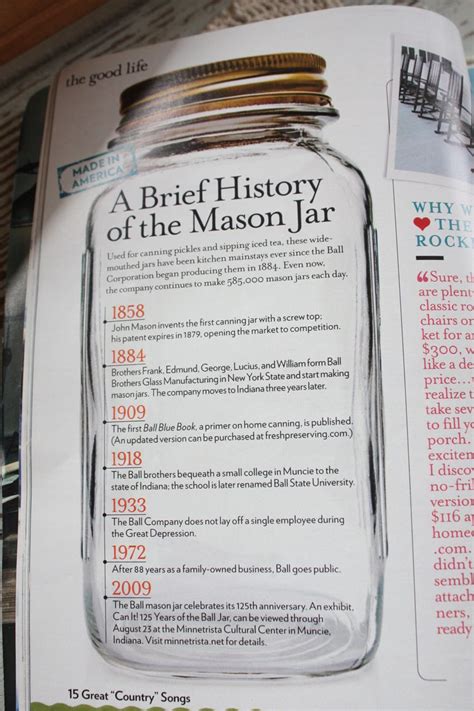 the good life
MADE IN
AMERICA
A Brief History
of the Mason Jar
Used for canning pickles and sipping iced tea, these wide-
mouthed jars have been kitchen mainstays ever since the Ball
Corporation began producing them in 1884. Even now,
the company continues to make 585,000 mason jars each day.
1858
John Mason invents the first canning jar with a screw top;
his patent expires in 1879, opening the market to competition.
1884
Brothers Frank, Edmund, George, Lucius, and William form Ball
Brothers Glass Manufacturing in New York State and start making
mason jars. The company moves to Indiana three years later.
1909
The first Ball Blue Book, a primer on home canning, is published.
(An updated version can be purchased at freshpreserving.com.)
1918
The Ball brothers bequeath a small college in Muncie to the
state of Indiana; the school is later renamed Ball State University.
1933
The Ball Company does not lay off a single employee during
the Great Depression.
1972
After 88 years as a family-owned business, Ball goes public.
2009
The Ball mason jar celebrates its 125th anniversary. An exhibit,
Can It! 125 Years of the Ball Jar, can be viewed through
August 23 at the Minnetrista Cultural Center in Muncie,
Indiana. Visit minnetrista.net for details.
15 Great "Country" Songs
WHY W
THE
ROCK
“Sure, t
are plent
classic ro
chairs on
ket for ar
$300, w
like a de
price...
realize t
take sev
to fill yo
porch.
excitem
I disco
no-fril
version
$116 ap
home
.com.
didn't
sembl
attach
ners,
ready